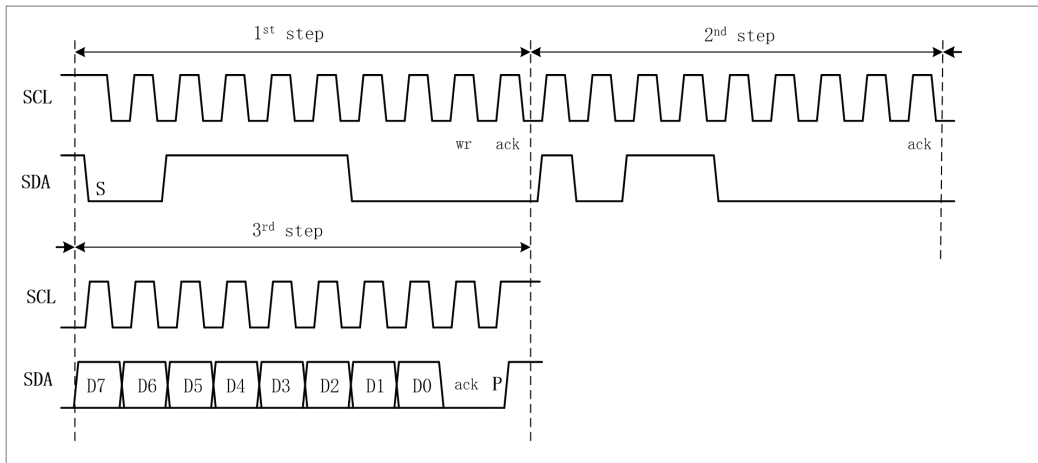 1st step 2nd step
SCL
wr ack ack
SDA S
3rd step
SCL
SDA D7 D6 D5 D4 D3 D2 D1 D0 ack P